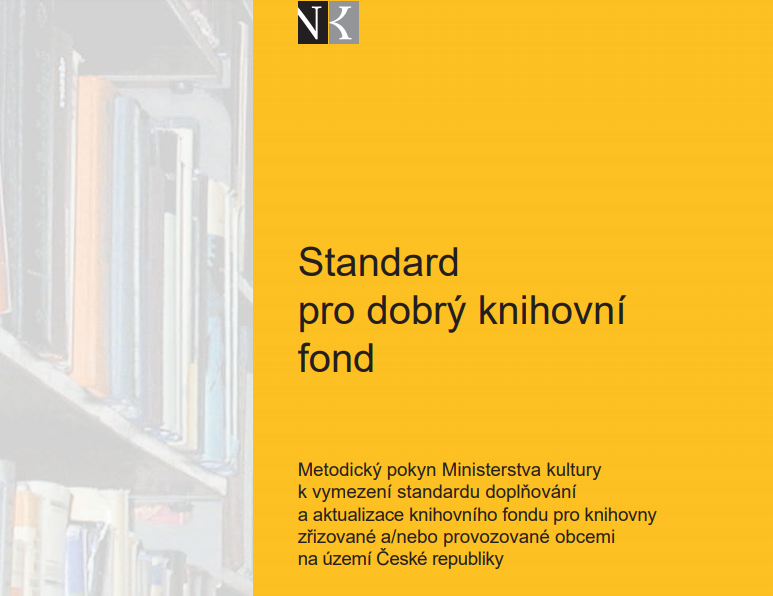 NK
Standard
pro dobrý knihovní
fond
Metodický pokyn Ministerstva kultury
k vymezení standardu doplňování
a aktualizace knihovního fondu pro knihovny
zřizované a/nebo provozované obcemi
na území České republiky